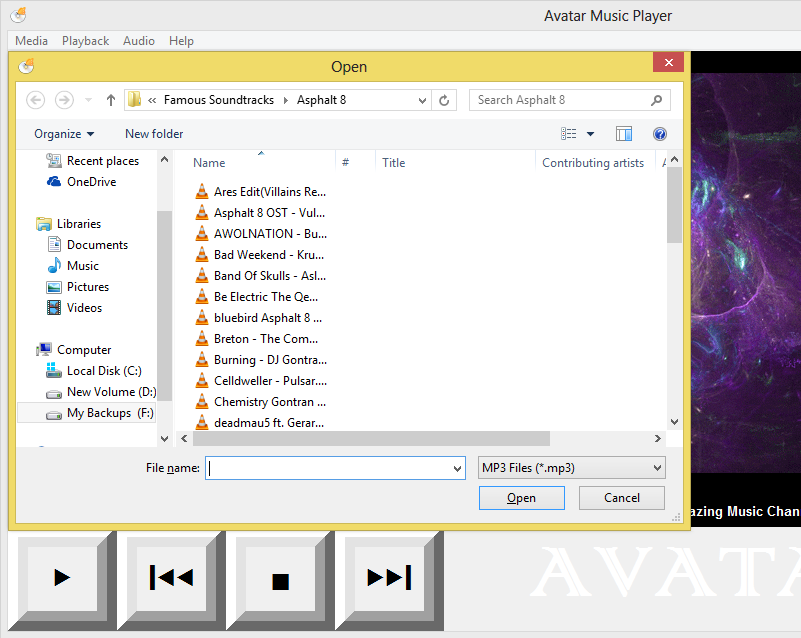 Avatar Music Player
Media Playback Audio Help
Open
« Famous Soundtracks Asphalt 8
Search Asphalt 8
Organize New folder
Name # Title Contributing artists
Recent places
OneDrive
Libraries
Documents
Music
Pictures
Videos
Computer
Local Disk (C:)
New Volume (D:)
My Backups (F:)
Ares Edit(Villains Re...
Asphalt 8 OST - Vul...
AWOLNATION - Bu...
Bad Weekend - Kru...
Band Of Skulls - Asl...
Be Electric The Qe...
bluebird Asphalt 8 ...
Breton - The Com...
Burning - DJ Gontra...
Celldweller - Pulsar....
Chemistry Gontran ...
deadmau5 ft. Gerar...
File name:
MP3 Files (*.mp3)
Open Cancel
azing Music Chan
AVATA